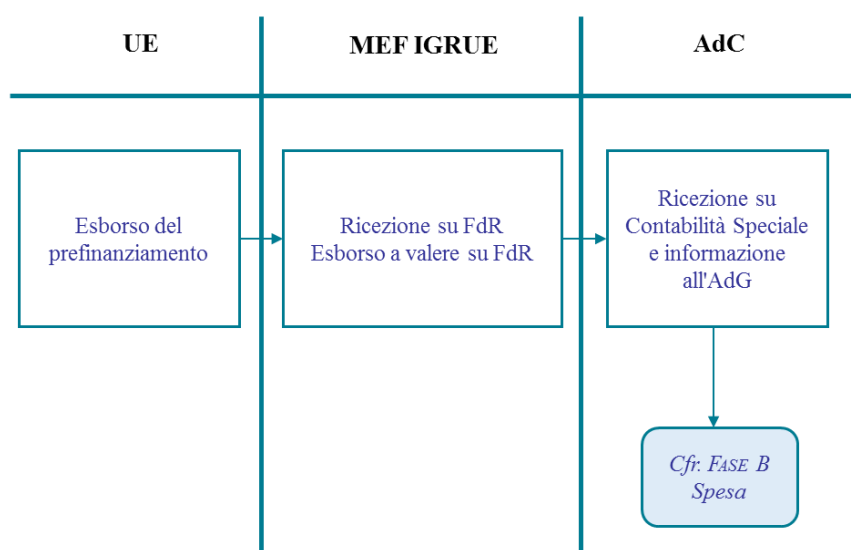 UE
MEF IGRUE
AdC
Esborso del
prefinanziamento
Ricezione su FdR
Esborso a valere su FdR
Ricezione su
Contabilità Speciale
e informazione
all'AdG
Cfr. FASE B
Spesa